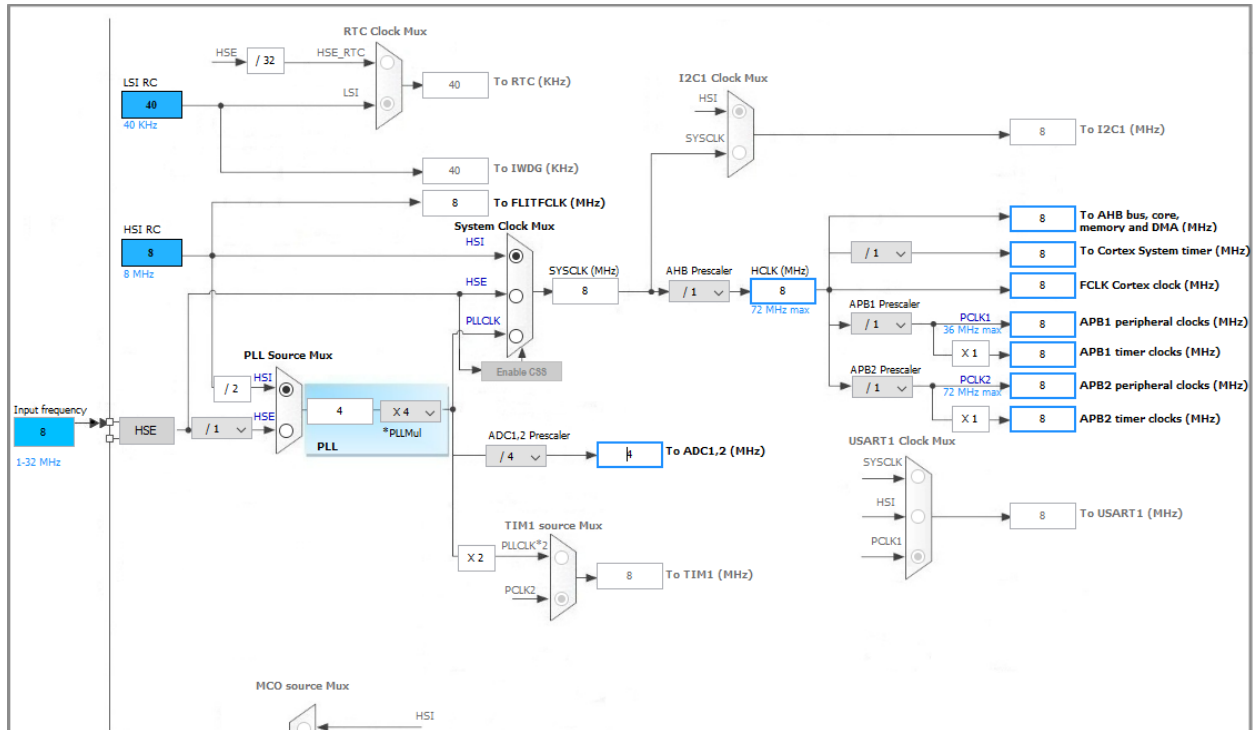 RTC Clock Mux
HSE
/ 32
HSE_RTC
LSI RC
40
40 KHz
LSI
40
To RTC (KHz)
I2C1 Clock Mux
HSI
SYSCLK
8
To I2C1 (MHz)
40
To IWDG (KHz)
8
To FLITFCLK (MHz)
HSI RC
8
8 MHz
System Clock Mux
HSI
HSE
PLLCLK
SYSCLK (MHz)
8
AHB Prescaler
/ 1
HCLK (MHz)
8
72 MHz max
8
To AHB bus, core,
memory and DMA (MHz)
/ 1
8
To Cortex System timer (MHz)
8
FCLK Cortex clock (MHz)
APB1 Prescaler
/ 1
PCLK1
36 MHz max
8
APB1 peripheral clocks (MHz)
X 1
8
APB1 timer clocks (MHz)
APB2 Prescaler
/ 1
PCLK2
72 MHz max
8
APB2 peripheral clocks (MHz)
X 1
8
APB2 timer clocks (MHz)
Enable CSS
PLL Source Mux
/ 2
HSI
HSE
Input frequency
8
1-32 MHz
HSE
/ 1
4
X 4
*PLLMul
PLL
ADC1,2 Prescaler
/ 4
4
To ADC1,2 (MHz)
USART1 Clock Mux
SYSCLK
HSI
PCLK1
8
To USART1 (MHz)
TIM1 source Mux
X 2
PLLCLK*2
PCLK2
8
To TIM1 (MHz)
MCO source Mux
HSI